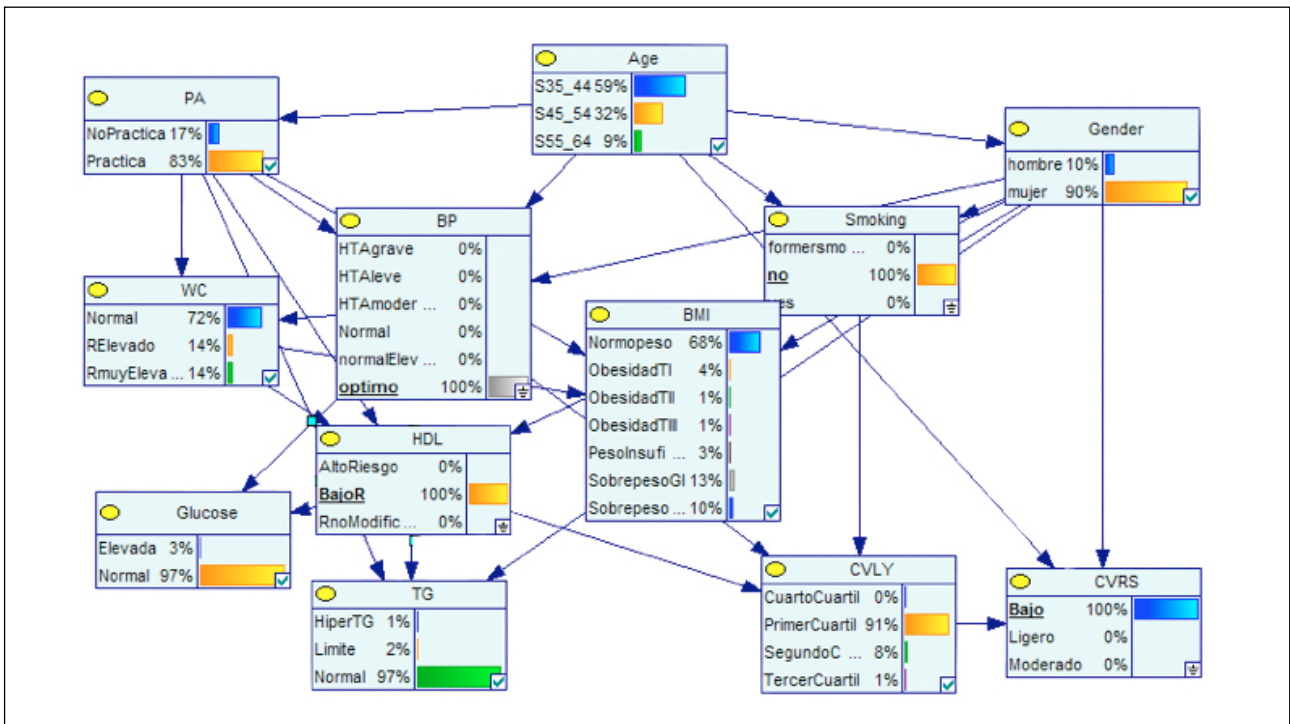 Age
S35_44 59%
S45_54 32%
S55_64 9%
PA
NoPractica 17%
Practica 83%
Gender
hombre 10%
mujer 90%
BP
HTAgrave 0%
HTAleve 0%
HTAmoder ... 0%
Normal 0%
normalElev ... 0%
optimo 100%
Smoking
formersmo ... 0%
no 100%
yes 0%
WC
Normal 72%
RElevado 14%
RmuyEleva ... 14%
BMI
Normopeso 68%
ObesidadTI 4%
ObesidadTII 1%
ObesidadTIII 1%
PesoInsufi ... 3%
SobrepesoGI 13%
Sobrepeso ... 10%
HDL
AltoRiesgo 0%
BajoR 100%
RnoModific ... 0%
Glucose
Elevada 3%
Normal 97%
TG
HiperTG 1%
Limite 2%
Normal 97%
CVLY
CuartoCuartil 0%
PrimerCuartil 91%
SegundoC ... 8%
TercerCuartil 1%
CVRS
Bajo 100%
Ligero 0%
Moderado 0%